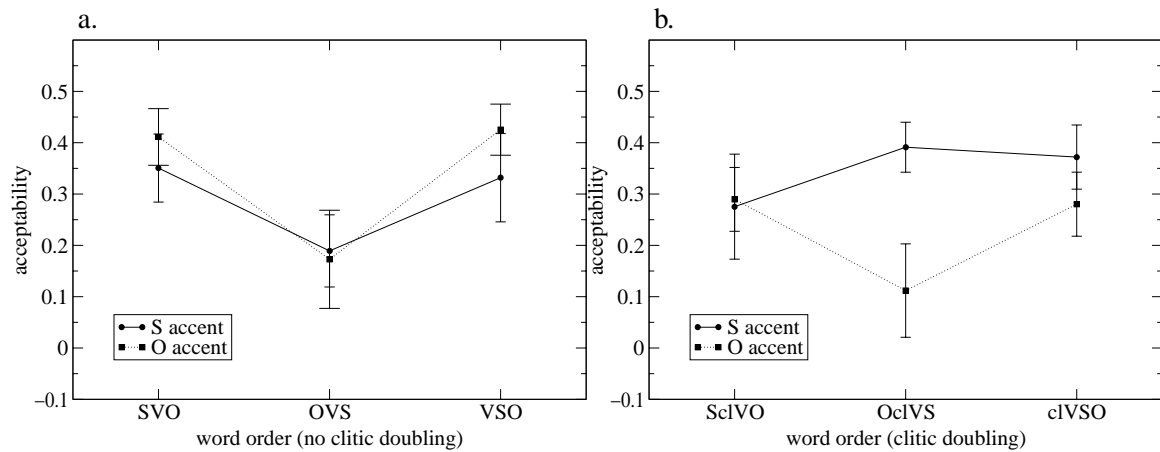 a.
acceptability
0.5
0.4
0.3
0.2
0.1
0
−0.1
S accent
O accent
SVO OVS VSO
word order (no clitic doubling)
b.
acceptability
0.5
0.4
0.3
0.2
0.1
0
−0.1
S accent
O accent
SclVO OclVS clVSO
word order (clitic doubling)